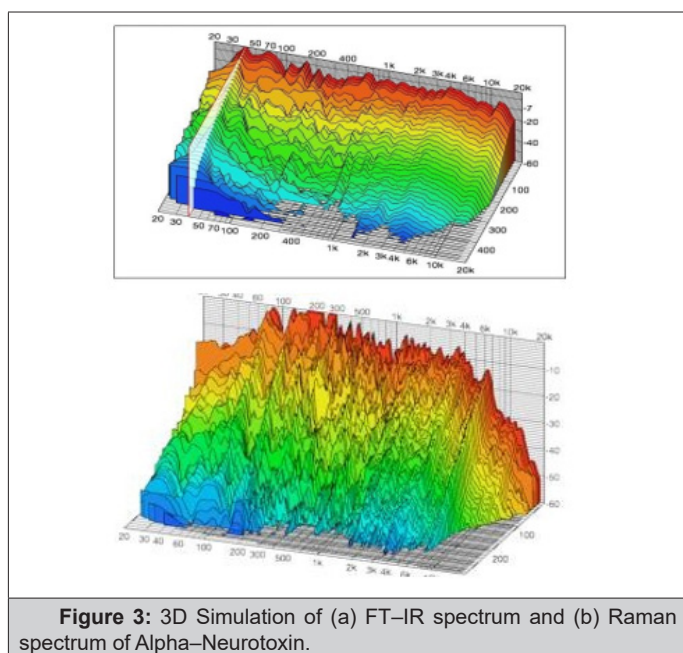 20 30 50 70 100 200 400 1k 2k 3k 4k 6k 10k 20k
-7
-20
-40
-60
100
200
300
400
20 30 50 70 100 200 400 1k 2k 3k 4k 6k 10k 20k
30 40 60 100 200 300 500 1k 2k 3k 4k 6k 10k 20k
-10
-20
-30
-40
-50
-60
100
200
20 30 40 60 100 200 300 500 1k 2k 3k 4k 6k
Figure 3: 3D Simulation of (a) FT–IR spectrum and (b) Raman
spectrum of Alpha–Neurotoxin.